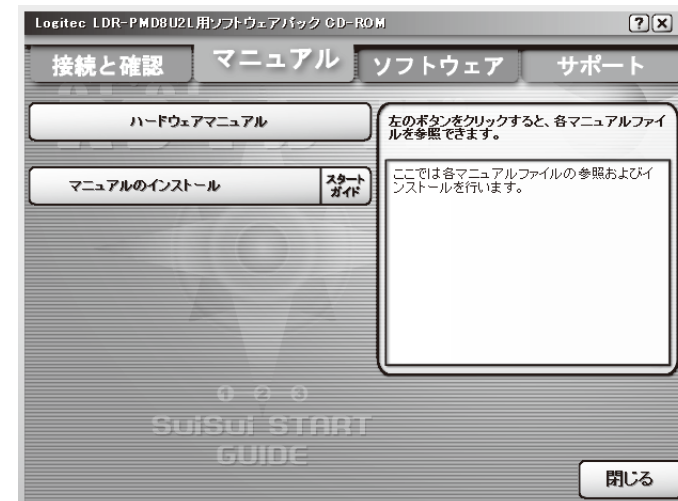 Logitec LDR-PMD8U2L用ソフトウェアパック CD-ROM
接続と確認 マニュアル ソフトウェア サポート
ハードウェアマニュアル
マニュアルのインストール
スタート
ガイド
左のボタンをクリックすると、各マニュアルファイ
ルを参照できます。
ここでは各マニュアルファイルの参照およびイ
ンストールを行います。
1 2 3
SuiSui START
GUIDE
閉じる